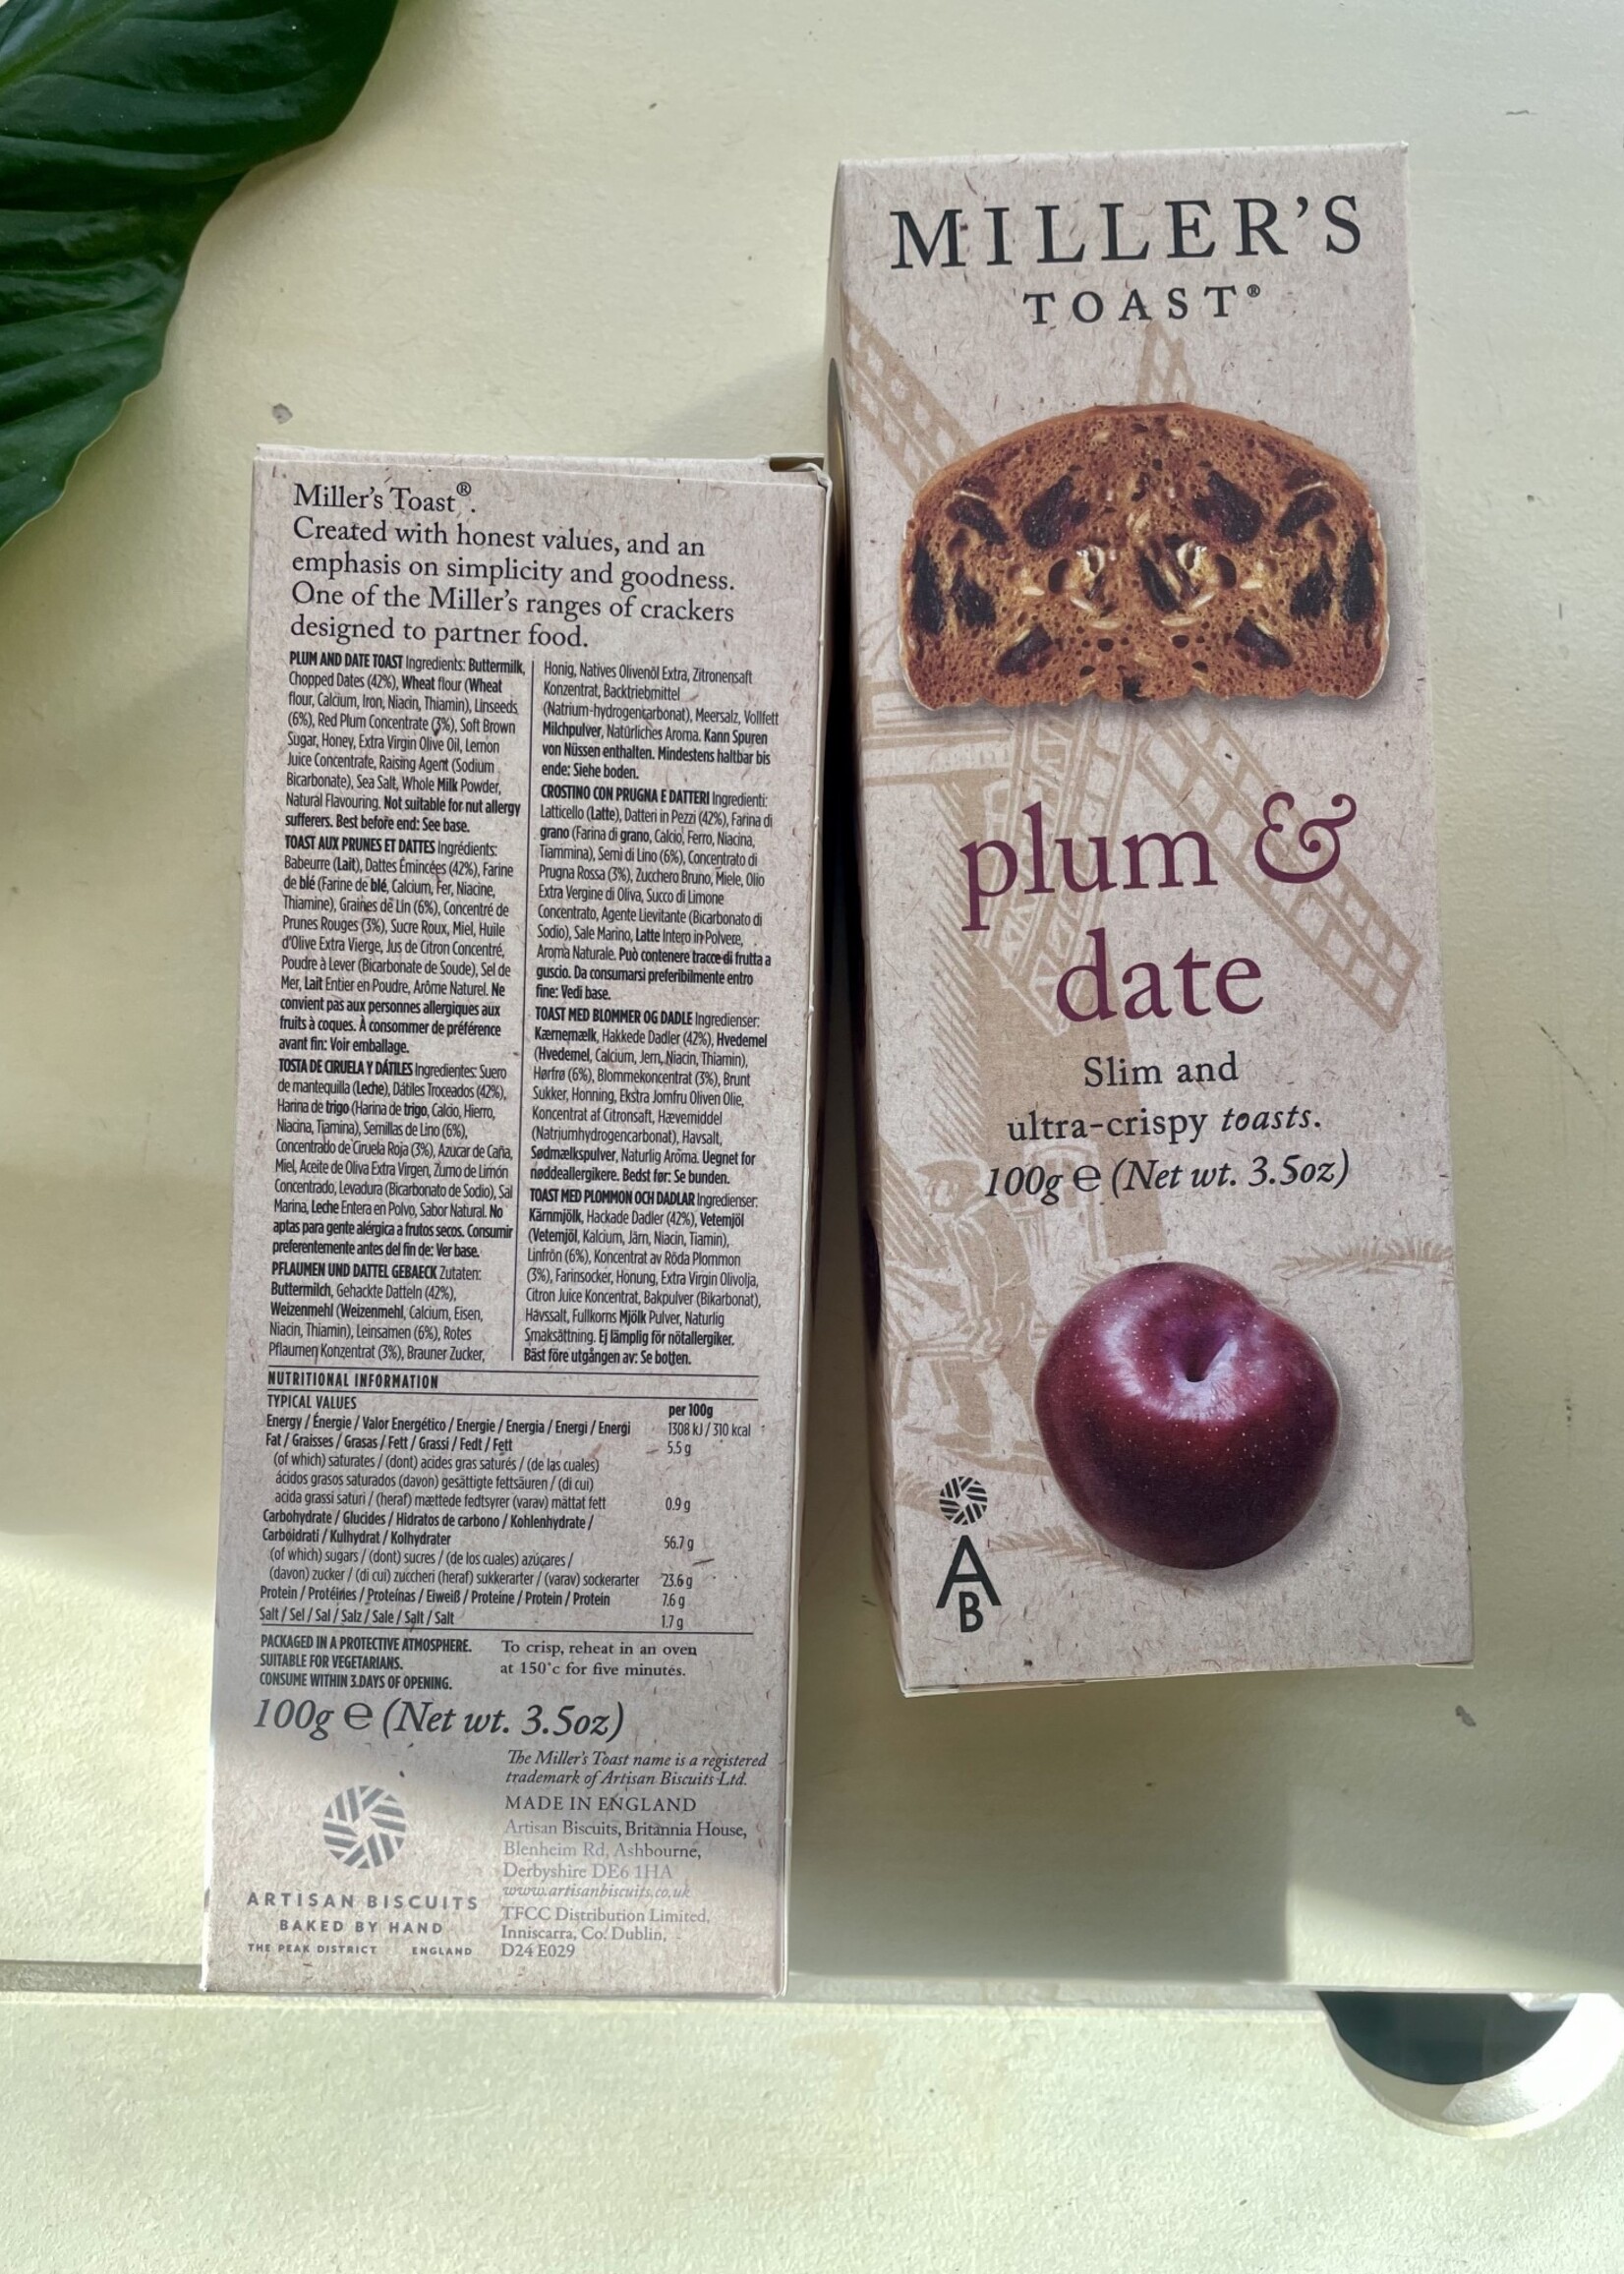 Miller's Toast®.
Created with honest values, and an
emphasis on simplicity and goodness.
One of the Miller's ranges of crackers
designed to partner food.
PLUM AND DATE TOAST Ingredients: Buttermilk,
Chopped Dates (42%), Wheat flour (Wheat
flour, Calcium, Iron, Niacin, Thiamin), Linseeds
(6%), Red Plum Concentrate (3%), Soft Brown
Sugar, Honey, Extra Virgin Olive Oil, Lemon
Juice Concentrate, Raising Agent (Sodium
Bicarbonate), Sea Salt, Whole Milk Powder,
Natural Flavouring. Not suitable for nut allergy
sufferers. Best before end: See base.
TOAST AUX PRUNES ET DATTES Ingrédients:
Babeurre (Lait), Dattes Émincées (42%), Farine
de blé (Farine de blé, Calcium, Fer, Niacine,
Thiamine), Graines de Lin (6%), Concentré de
Prunes Rouges (3%), Sucre Roux, Miel, Huile
d'Olive Extra Vierge, Jus de Citron Concentré,
Poudre à Lever (Bicarbonate de Soude), Sel de
Mer, Lait Entier en Poudre, Arôme Naturel. Ne
convient pas aux personnes allergiques aux
fruits à coques. À consommer de préférence
avant fin: Voir emballage.
TOSTA DE CIRUELA Y DÁTILES Ingredientes: Suero
de mantequilla (Leche), Dátiles Troceados (42%),
Harina de trigo (Harina de trigo, Calcio, Hierro,
Niacina, Tiamina), Semillas de Lino (6%),
Concentrado de Ciruela Roja (3%), Azucar de Caña,
Miel, Aceite de Oliva Extra Virgen, Zumo de Limón
Concentrado, Levadura (Bicarbonato de Sodio), Sal
Marina, Leche Entera en Polvo, Sabor Natural. No
aptas para gente alérgica a frutos secos. Consumir
preferentemente antes del fin de: Ver base.
PFLAUMEN UND DATTEL GEBAECK Zutaten:
Buttermilch, Gehackte Datteln (42%),
Weizenmehl (Weizenmehl, Calcium, Eisen,
Niacin, Thiamin), Leinsamen (6%), Rotes
Pflaumen Konzentrat (3%), Brauner Zucker,
Honig, Natives Olivenöl Extra, Zitronensaft
Konzentrat, Backtriebmittel
(Natrium-hydrogencarbonat), Meersalz, Vollfett
Milchpulver, Natürliches Aroma. Kann Spuren
von Nüssen enthalten. Mindestens haltbar bis
ende: Siehe boden.
CROSTINO CON PRUGNA E DATTERI Ingredienti:
Latticello (Latte), Datteri in Pezzi (42%), Farina di
grano (Farina di grano, Calcio, Ferro, Niacina,
Tiammina), Semi di Lino (6%), Concentrato di
Prugna Rossa (3%), Zucchero Bruno, Miele, Olio
Extra Vergine di Oliva, Succo di Limone
Concentrato, Agente Lievitante (Bicarbonato di
Sodio), Sale Marino, Latte Intero in Polvere,
Aroma Naturale. Può contenere tracce di frutta a
guscio. Da consumarsi preferibilmente entro
fine: Vedi base.
TOAST MED BLOMMER OG DADLE Ingredienser:
Kærnemælk, Hakkede Dadler (42%), Hvedemel
(Hvedemel, Calcium, Jern, Niacin, Thiamin),
Hørfrø (6%), Blommekoncentrat (3%), Brunt
Sukker, Honning, Ekstra Jomfru Oliven Olie,
Koncentrat af Citronsaft, Hævemiddel
(Natriumhydrogencarbonat), Havsalt,
Sødmælkspulver, Naturlig Aroma. Uegnet for
nøddeallergikere. Bedst før: Se bunden.
TOAST MED PLOMMON OCH DADLAR Ingredienser:
Kärnmjölk, Hackade Dadler (42%), Vetemjöl
(Vetemjöl, Kalcium, Järn, Niacin, Tiamin),
Linfrön (6%), Koncentrat av Röda Plommon
(3%), Farinsocker, Honung, Extra Virgin Olivolja,
Citron Juice Koncentrat, Bakpulver (Bikarbonat),
Havssalt, Fullkorns Mjölk Pulver, Naturlig
Smaksättning. Ej lämplig för nötallergiker.
Bäst före utgången av: Se botten.
NUTRITIONAL INFORMATION
TYPICAL VALUES per 100g
Energy / Énergie / Valor Energético / Energie / Energia / Energi / Energi 1308 kJ / 310 kcal
Fat / Graisses / Grasas / Fett / Grassi / Fedt / Fett 5.5 g
(of which) saturates / (dont) acides gras saturés / (de las cuales)
ácidos grasos saturados (davon) gesättigte fettsäuren / (di cui)
acida grassi saturi / (heraf) mættede fedtsyrer (varav) mättat fett 0.9 g
Carbohydrate / Glucides / Hidratos de carbono / Kohlenhydrate /
Carboidrati / Kulhydrat / Kolhydrater 56.7 g
(of which) sugars / (dont) sucres / (de los cuales) azúçares /
(davon) zucker / (di cui) zuccheri (heraf) sukkerarter / (varav) sockerarter 23.6 g
Protein / Protéines / Proteínas / Eiweiß / Proteine / Protein / Protein 7.6 g
Salt / Sel / Sal / Salz / Sale / Salt / Salt 1.7 g
PACKAGED IN A PROTECTIVE ATMOSPHERE.
SUITABLE FOR VEGETARIANS.
CONSUME WITHIN 3 DAYS OF OPENING.
To crisp, reheat in an oven
at 150°c for five minutes.
100g ℮ (Net wt. 3.5oz)
The Miller's Toast name is a registered
trademark of Artisan Biscuits Ltd.
MADE IN ENGLAND
Artisan Biscuits, Britannia House,
Blenheim Rd, Ashbourne,
Derbyshire DE6 1HA
www.artisanbiscuits.co.uk
TFCC Distribution Limited,
Inniscarra, Co. Dublin,
D24 E029
ARTISAN BISCUITS
BAKED BY HAND
THE PEAK DISTRICT ENGLAND
MILLER'S
TOAST®
plum &
date
Slim and
ultra-crispy toasts.
100g ℮ (Net wt. 3.5oz)
A
B